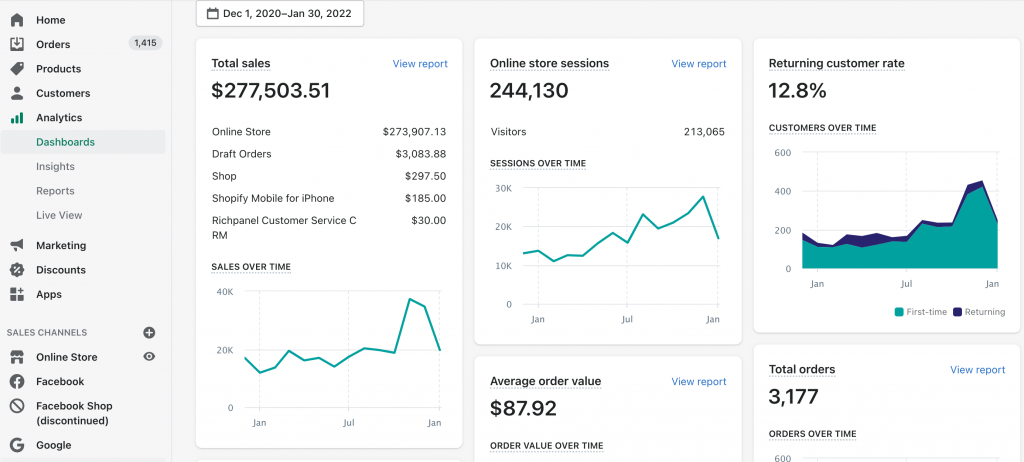 Dec 1, 2020–Jan 30, 2022
Home
Orders
1,415
Products
Customers
Analytics
Dashboards
Insights
Reports
Live View
Marketing
Discounts
Apps
SALES CHANNELS
Online Store
Facebook
Facebook Shop
(discontinued)
Google
Total sales
View report
$277,503.51
Online Store $273,907.13
Draft Orders $3,083.88
Shop $297.50
Shopify Mobile for iPhone $185.00
Richpanel Customer Service C $30.00
RM
SALES OVER TIME
40K
20K
0
Jan Jul Jan
Online store sessions
View report
244,130
Visitors 213,065
SESSIONS OVER TIME
30K
20K
10K
0
Jan Jul Jan
Average order value
View report
$87.92
ORDER VALUE OVER TIME
Returning customer rate
12.8%
CUSTOMERS OVER TIME
600
400
200
0
Jan Jul Jan
First-time Returning
Total orders
View report
3,177
ORDERS OVER TIME
600